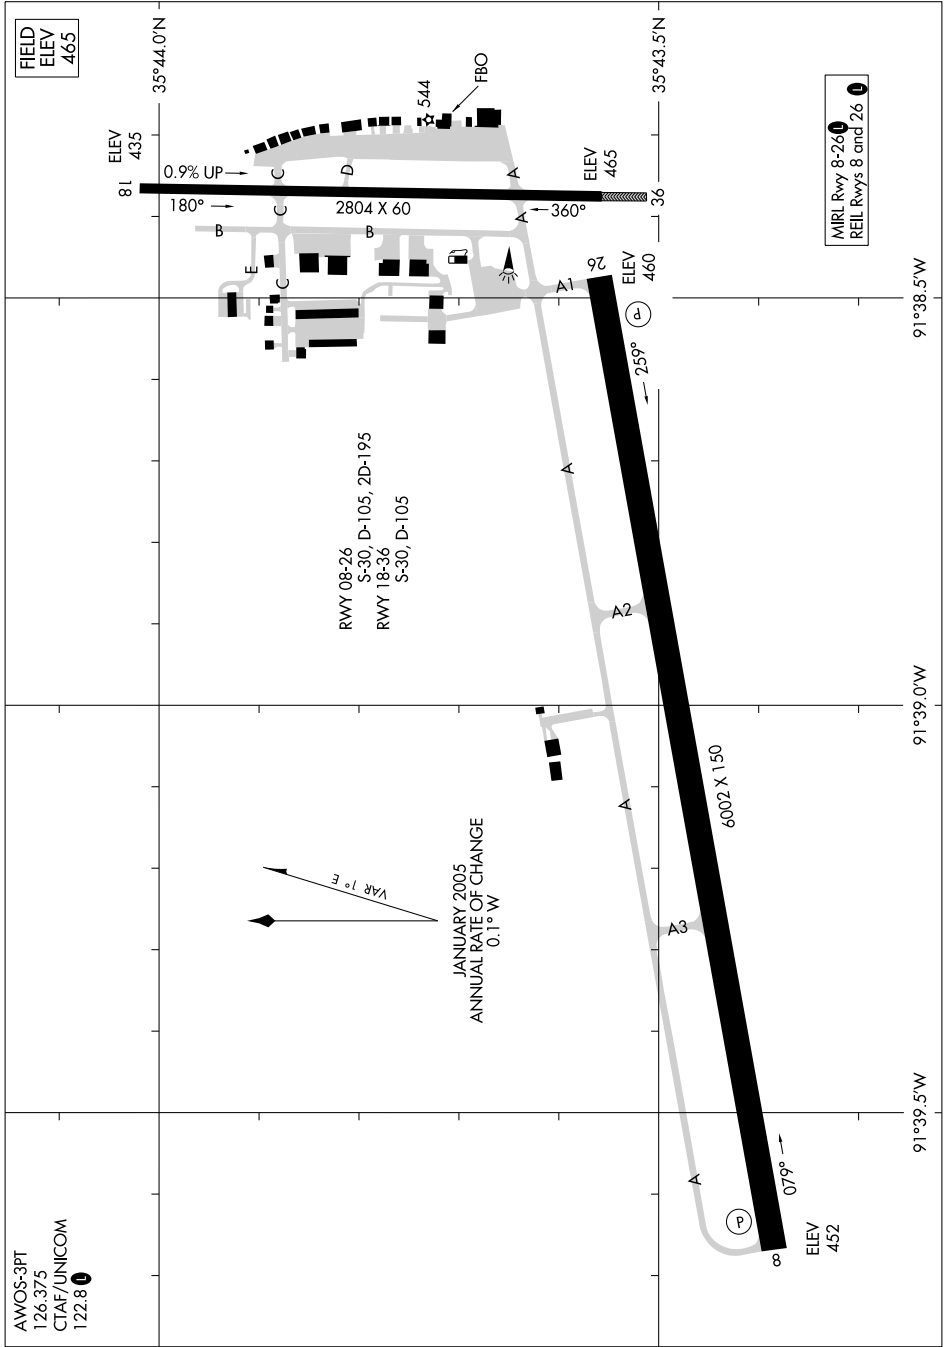 AWOS-3PT
126.375
CTAF/UNICOM
122.8 L
FIELD
ELEV
465
35°44.0'N
35°43.5'N
ELEV
435
18
0.9% UP
180°
2804 X 60
360°
ELEV
465
36
544
FBO
C
C
C
D
E
B
B
A
A
A1
26
ELEV
460
P
259°
MIRL Rwy 8-26 L
REIL Rwys 8 and 26 L
91°38.5'W
RWY 08-26
S-30, D-105, 2D-195
RWY 18-36
S-30, D-105
A
A2
91°39.0'W
6002 X 150
A
VAR 1° E
JANUARY 2005
ANNUAL RATE OF CHANGE
0.1° W
A3
91°39.5'W
A
P
079°
8
ELEV
452